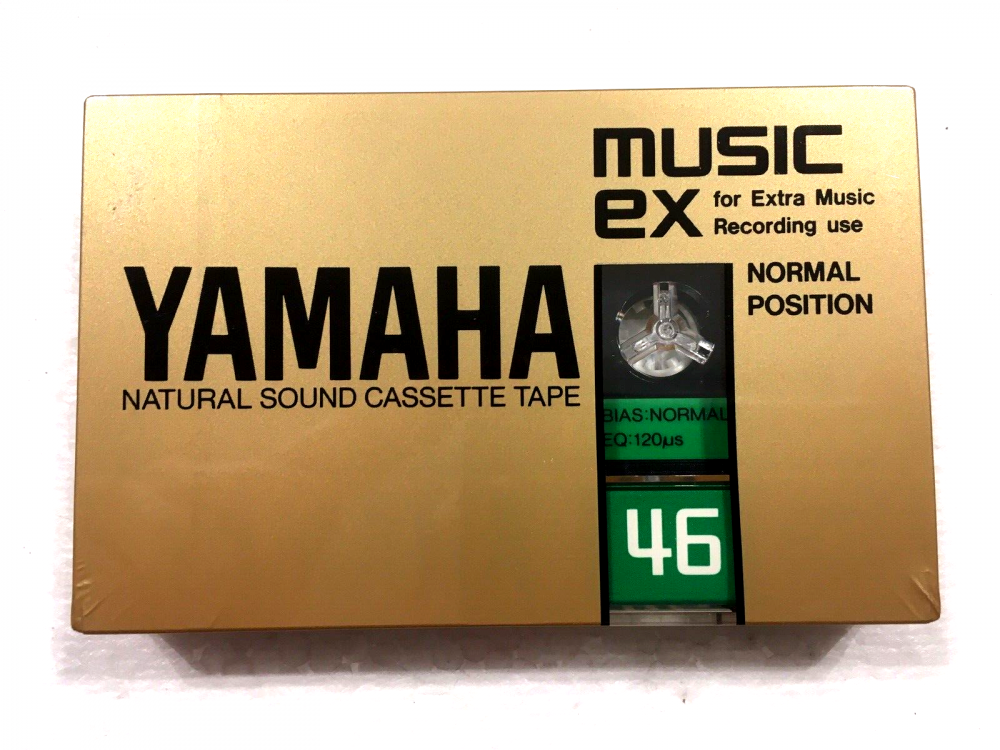 music
ex for Extra Music
Recording use
NORMAL
POSITION
YAMAHA
NATURAL SOUND CASSETTE TAPE
BIAS:NORMAL
EQ:120μs
46